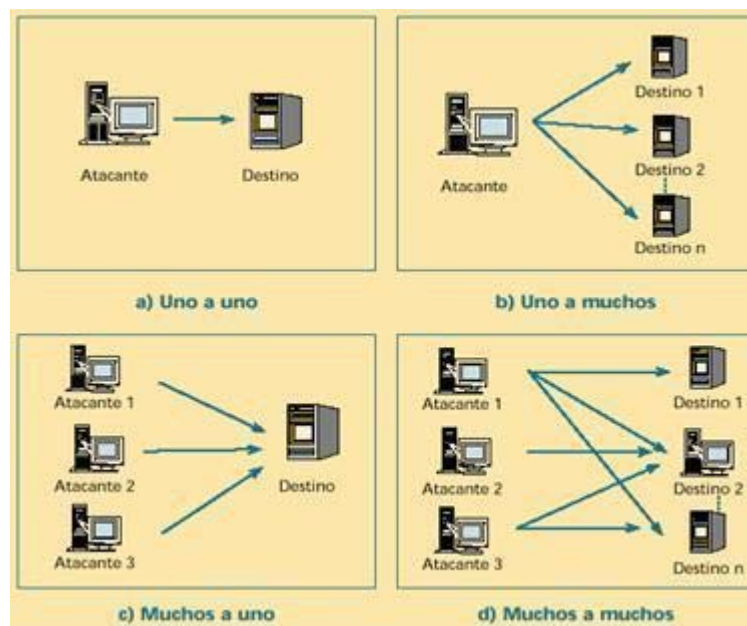 Atacante
Destino
a) Uno a uno
Destino 1
Destino 2
Atacante
Destino n
b) Uno a muchos
Atacante 1
Atacante 2
Destino
Atacante 3
c) Muchos a uno
Atacante 1
Destino 1
Atacante 2
Destino 2
Atacante 3
Destino n
d) Muchos a muchos